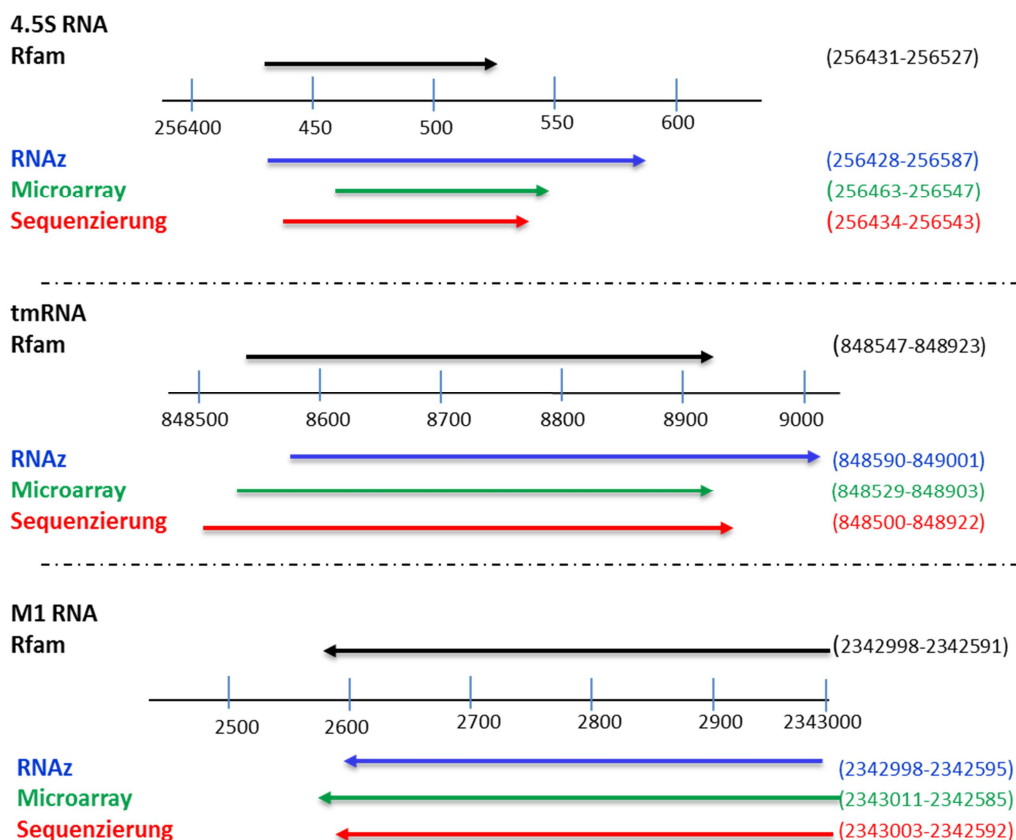 4.5S RNA
Rfam (256431-256527)
256400 450 500 550 600
RNAz (256428-256587)
Microarray (256463-256547)
Sequenzierung (256434-256543)
tmRNA
Rfam (848547-848923)
848500 8600 8700 8800 8900 9000
RNAz (848590-849001)
Microarray (848529-848903)
Sequenzierung (848500-848922)
M1 RNA
Rfam (2342998-2342591)
2500 2600 2700 2800 2900 2343000
RNAz (2342998-2342595)
Microarray (2343011-2342585)
Sequenzierung (2343003-2342592)